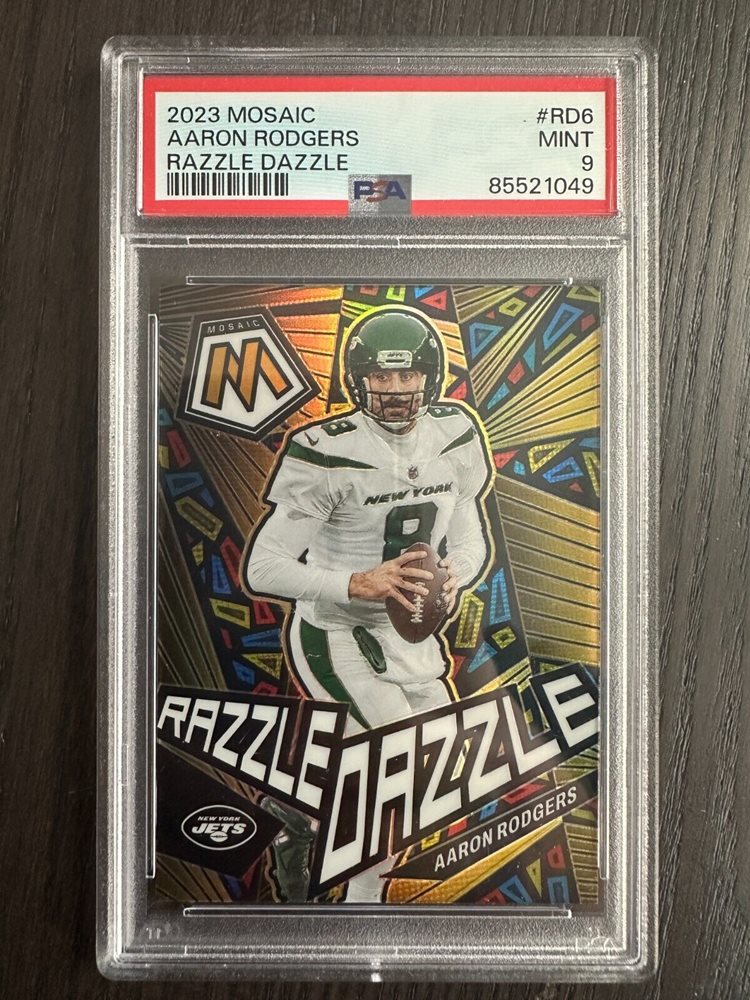 2023 MOSAIC #RD6
AARON RODGERS MINT
RAZZLE DAZZLE 9
PSA 85521049
MOSAIC
M
8
NEW YORK
8
RAZZLE
DAZZLE
AARON RODGERS
NEW YORK
JETS